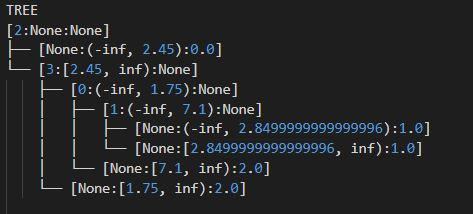 TREE
[2:None:None]
├── [None:(-inf, 2.45):0.0]
└── [3:[2.45, inf):None]
    ├── [0:(-inf, 1.75):None]
    │   ├── [1:(-inf, 7.1):None]
    │   │   ├── [None:(-inf, 2.8499999999999996):1.0]
    │   │   └── [None:[2.8499999999999996, inf):1.0]
    │   └── [None:[7.1, inf):2.0]
    └── [None:[1.75, inf):2.0]